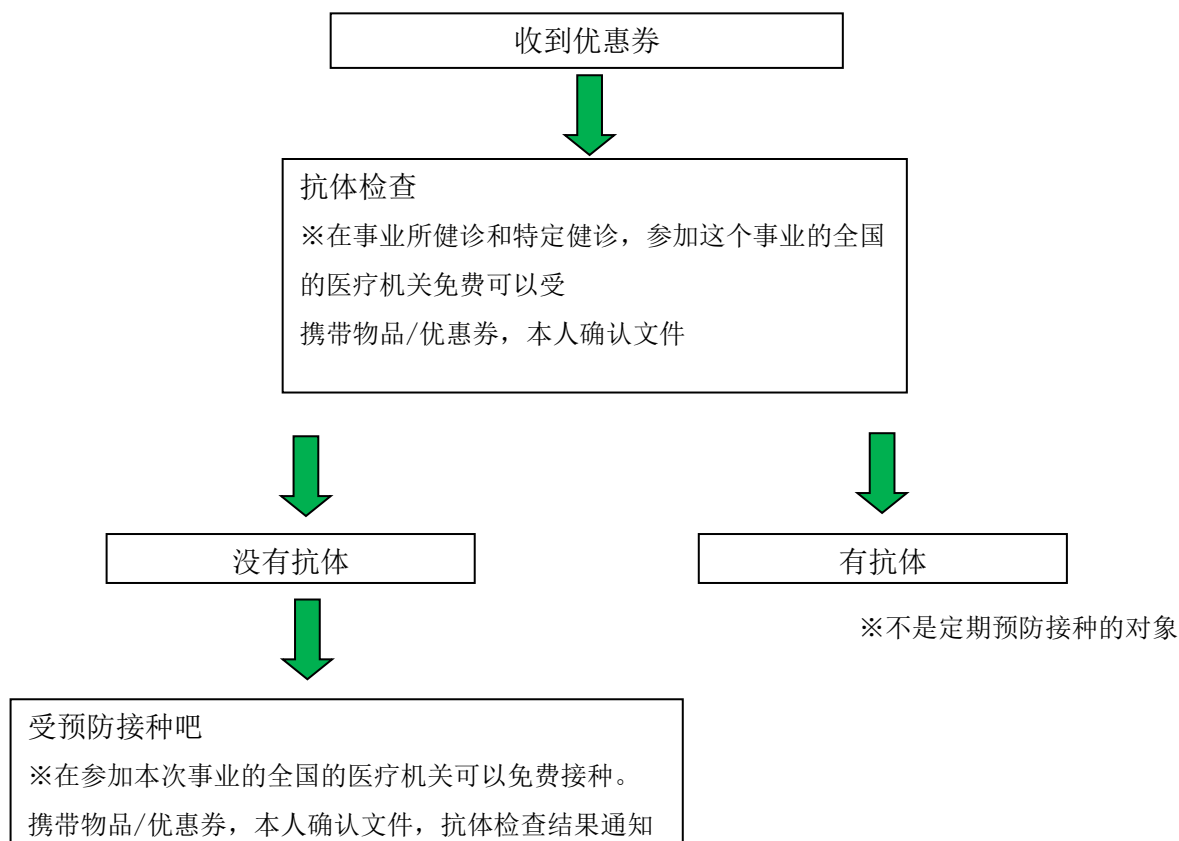 收到优惠券
抗体检查
※在事业所健诊和特定健诊，参加这个事业的全国
的医疗机关免费可以受
携带物品/优惠券，本人确认文件
没有抗体
有抗体
※不是定期预防接种的对象
受预防接种吧
※在参加本次事业的全国的医疗机关可以免费接种。
携带物品/优惠券，本人确认文件，抗体检查结果通知